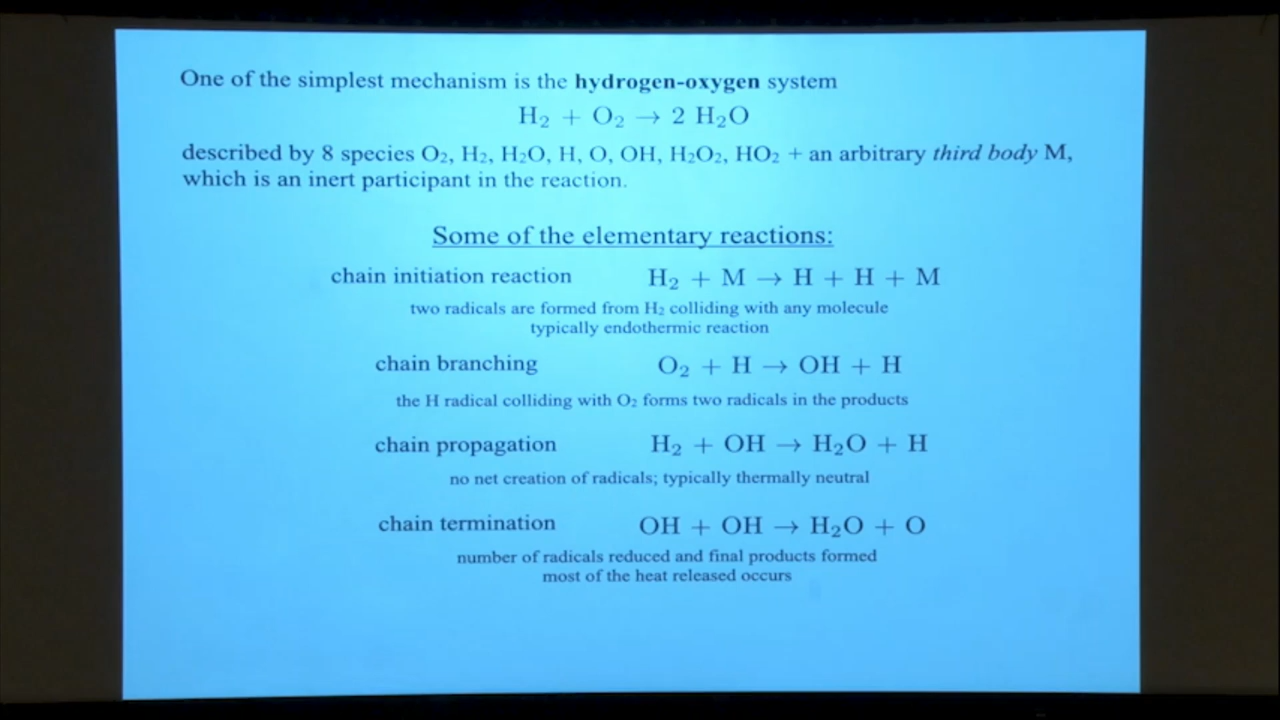 One of the simplest mechanism is the hydrogen-oxygen system
H₂ + O₂ → 2 H₂O
described by 8 species O₂, H₂, H₂O, H, O, OH, H₂O₂, HO₂ + an arbitrary third body M,
which is an inert participant in the reaction.
Some of the elementary reactions:
chain initiation reaction H₂ + M → H + H + M
two radicals are formed from H₂ colliding with any molecule
typically endothermic reaction
chain branching O₂ + H → OH + H
the H radical colliding with O₂ forms two radicals in the products
chain propagation H₂ + OH → H₂O + H
no net creation of radicals; typically thermally neutral
chain termination OH + OH → H₂O + O
number of radicals reduced and final products formed
most of the heat released occurs